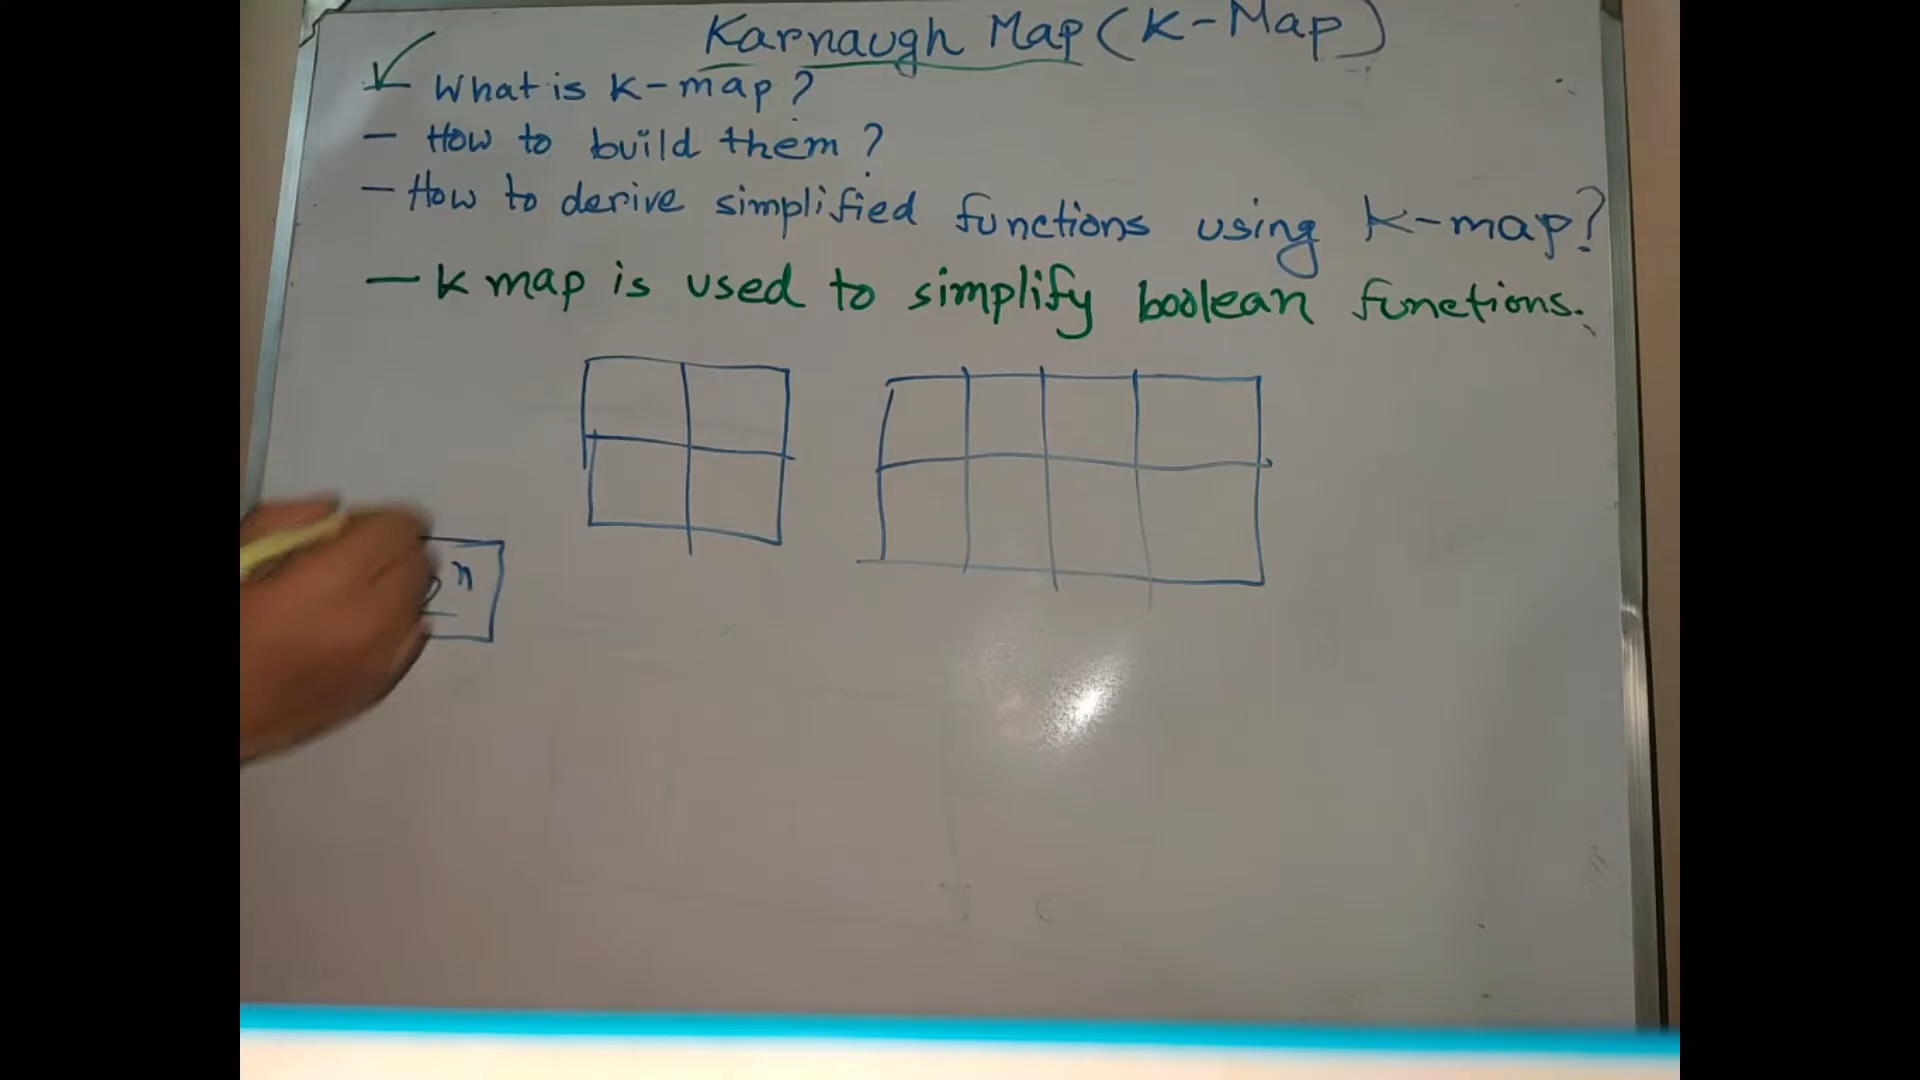 Karnaugh Map (K-Map)
- What is K-map?
- How to build them?
- How to derive simplified functions using K-map?
- K map is used to simplify boolean functions.
n